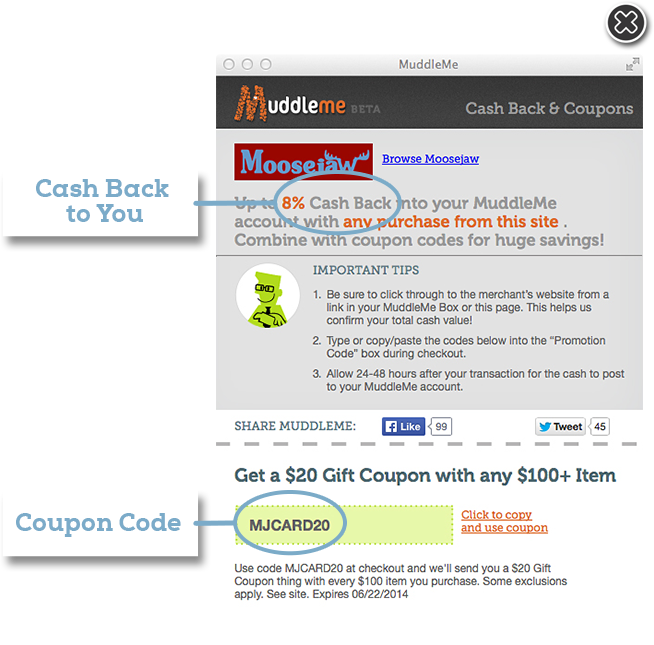 MuddleMe
Muddleme BETA
Cash Back & Coupons
Moosejaw
Browse Moosejaw
Cash Back
to You
Up to 8% Cash Back into your MuddleMe
account with any purchase from this site .
Combine with coupon codes for huge savings!
IMPORTANT TIPS
1. Be sure to click through to the merchant's website from a
link in your MuddleMe Box or this page. This helps us
confirm your total cash value!
2. Type or copy/paste the codes below into the “Promotion
Code” box during checkout.
3. Allow 24-48 hours after your transaction for the cash to post
to your MuddleMe account.
SHARE MUDDLEME:
Like 99
Tweet 45
Get a $20 Gift Coupon with any $100+ Item
Coupon Code
MJCARD20
Click to copy
and use coupon
Use code MJCARD20 at checkout and we'll send you a $20 Gift
Coupon thing with every $100 item you purchase. Some exclusions
apply. See site. Expires 06/22/2014